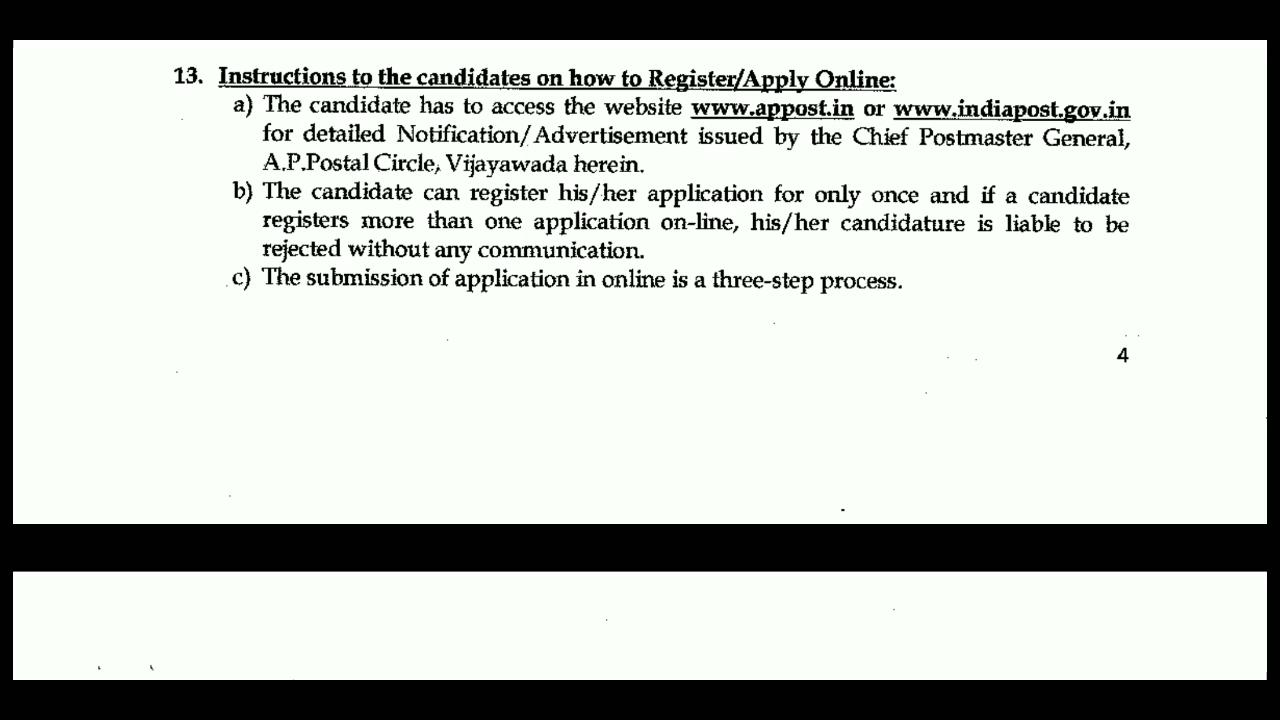 13. Instructions to the candidates on how to Register/Apply Online:
a) The candidate has to access the website www.appost.in or www.indiapost.gov.in
for detailed Notification/Advertisement issued by the Chief Postmaster General,
A.P.Postal Circle, Vijayawada herein.
b) The candidate can register his/her application for only once and if a candidate
registers more than one application on-line, his/her candidature is liable to be
rejected without any communication.
c) The submission of application in online is a three-step process.
4